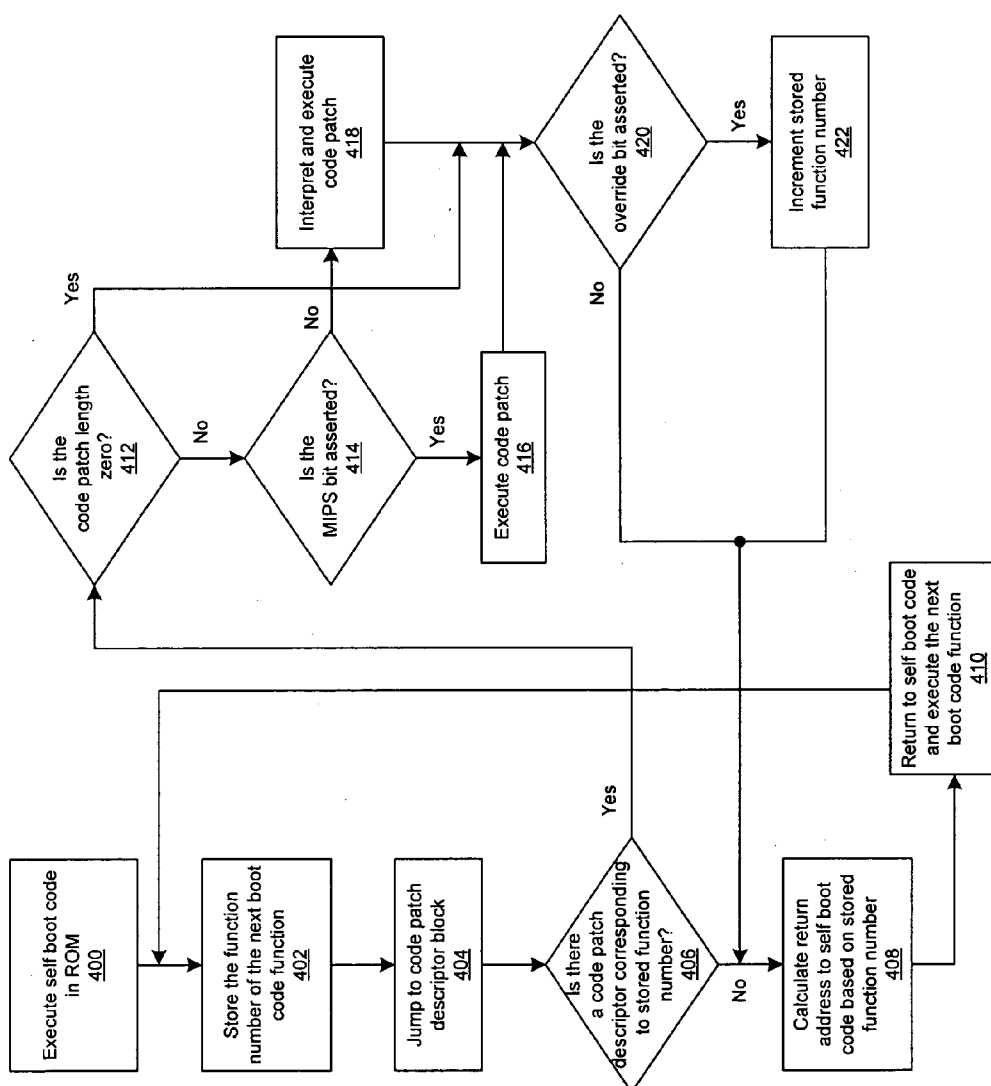 Execute self boot code
in ROM
400
Store the function
number of the next boot
code function
402
Jump to code patch
descriptor block
404
Is there
a code patch
descriptor corresponding
to stored function
number?
406
Yes
No
Calculate return
address to self boot
code based on stored
function number
408
Return to self boot code
and execute the next
boot code function
410
Is the
code patch length
zero?
412
Yes
No
Is the
MIPS bit asserted?
414
No
Yes
Execute code patch
416
Interpret and execute
code patch
418
Is the
override bit asserted?
420
No
Yes
Increment stored
function number
422